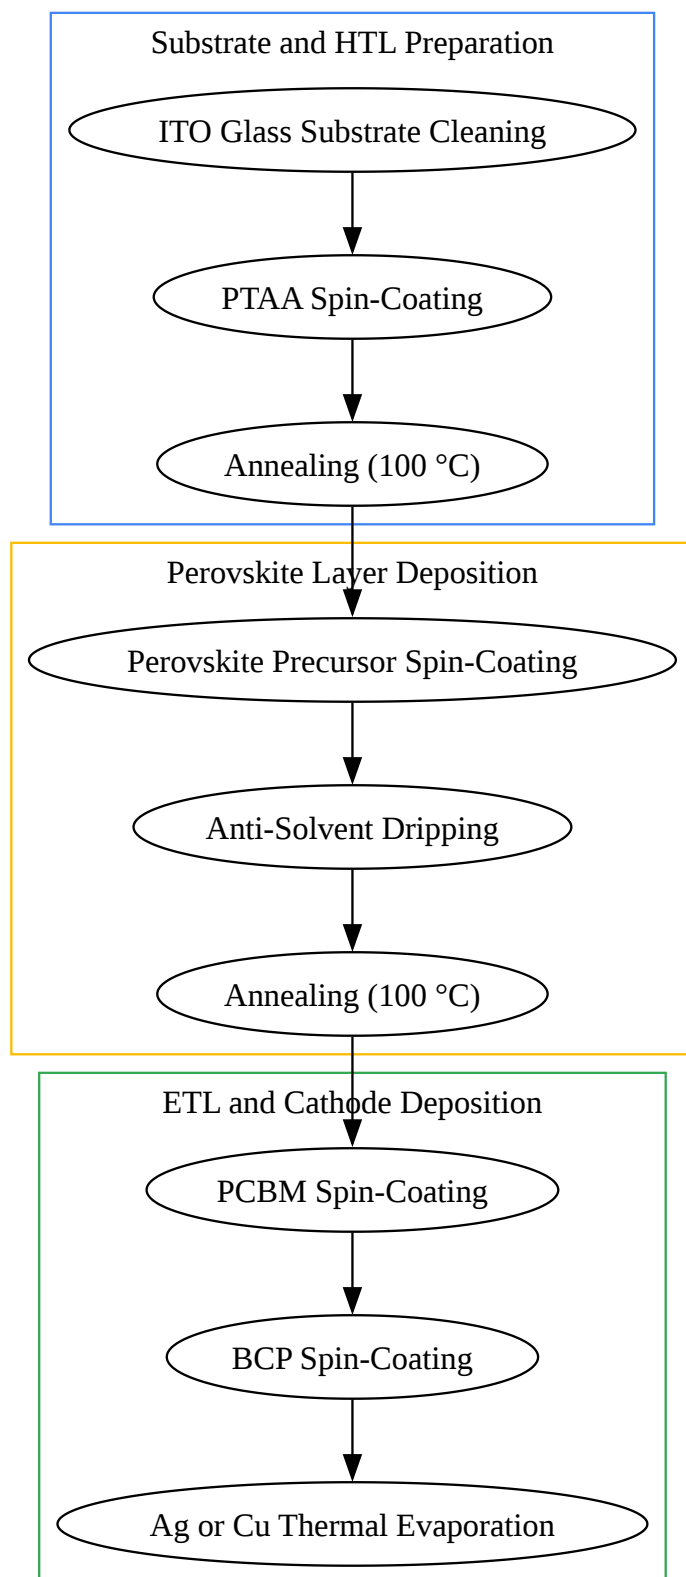 Substrate and HTL Preparation
ITO Glass Substrate Cleaning
PTAA Spin-Coating
Annealing (100 °C)
Perovskite Layer Deposition
Perovskite Precursor Spin-Coating
Anti-Solvent Dripping
Annealing (100 °C)
ETL and Cathode Deposition
PCBM Spin-Coating
BCP Spin-Coating
Ag or Cu Thermal Evaporation